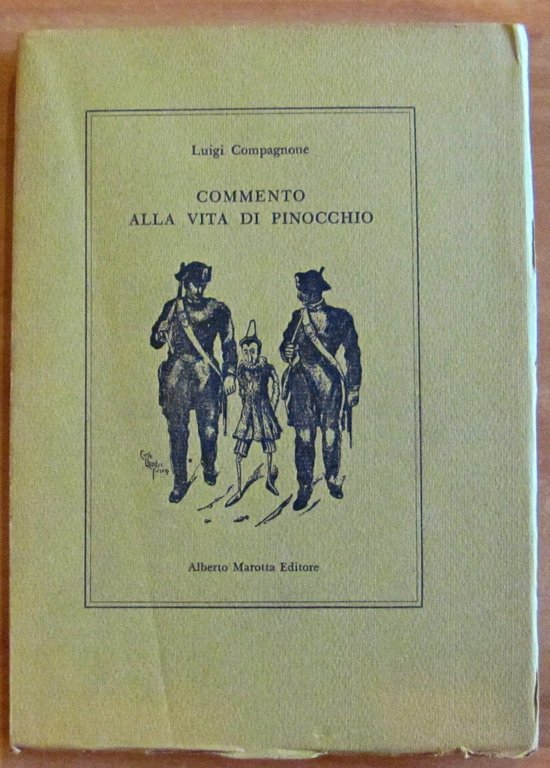 Luigi Compagnone
COMMENTO
ALLA VITA DI PINOCCHIO
Alberto Marotta Editore